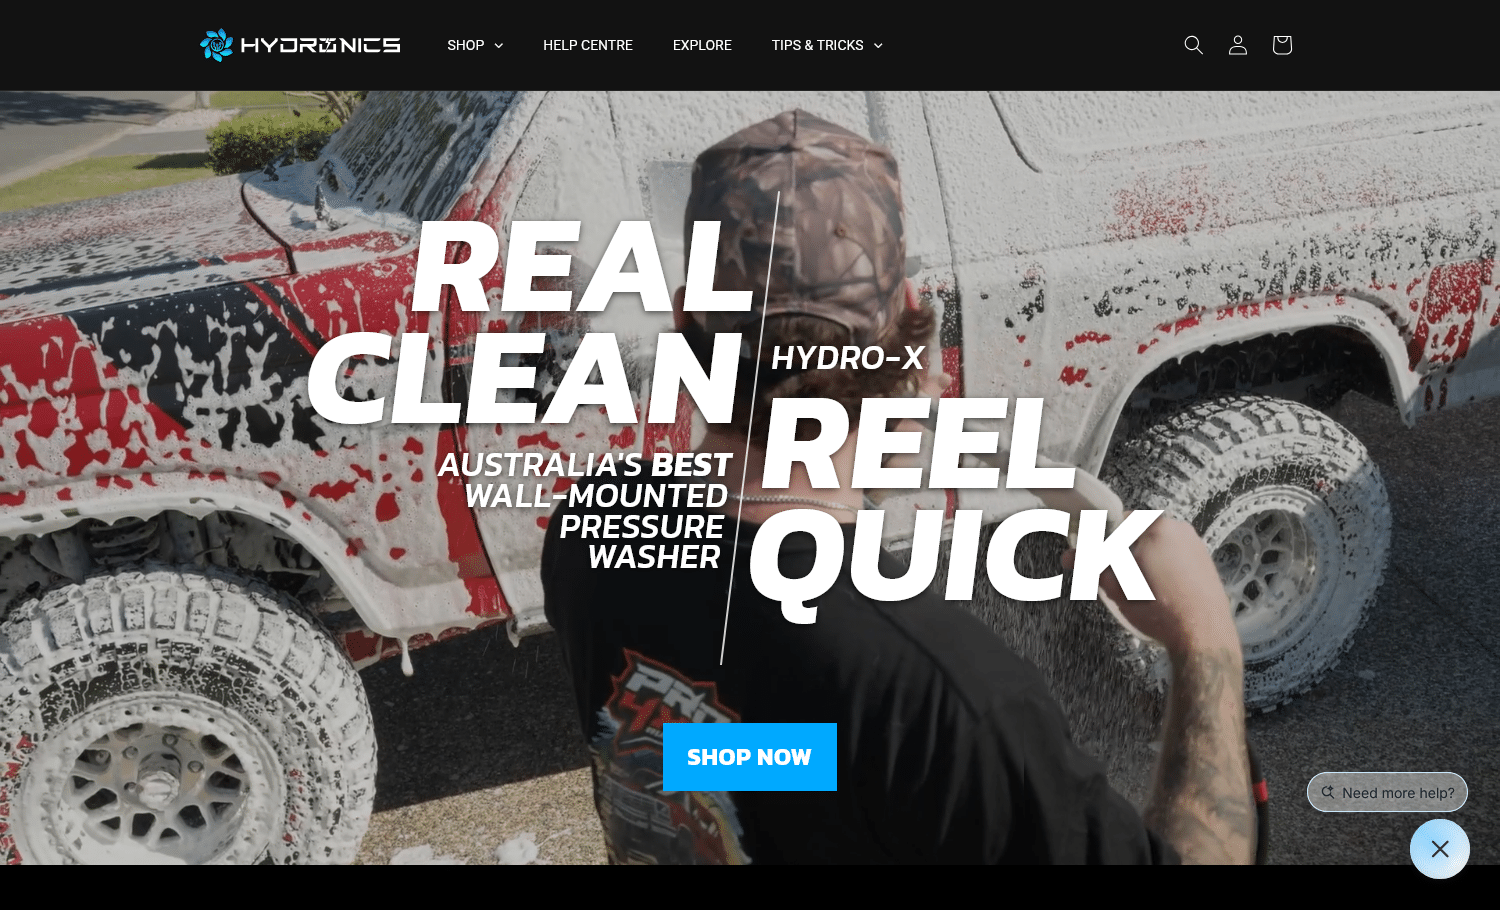 HYDRONICS
SHOP
HELP CENTRE
EXPLORE
TIPS & TRICKS
REAL
CLEAN
AUSTRALIA'S BEST
WALL-MOUNTED
PRESSURE
WASHER
HYDRO-X
REEL
QUICK
SHOP NOW
Need more help?